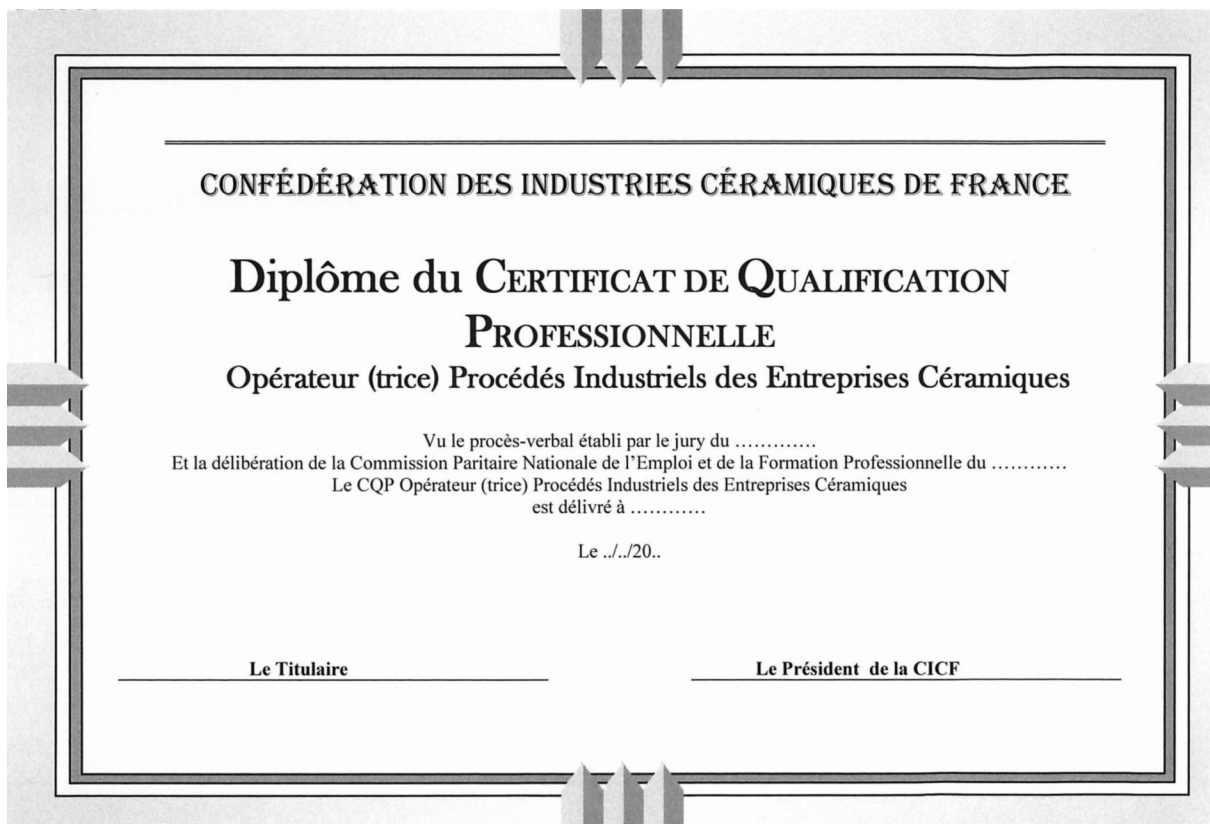 CONFÉDÉRATION DES INDUSTRIES CÉRAMIQUES DE FRANCE
Diplôme du CERTIFICAT DE QUALIFICATION
PROFESSIONNELLE
Opérateur (trice) Procédés Industriels des Entreprises Céramiques
Vu le procès-verbal établi par le jury du ………….
Et la délibération de la Commission Paritaire Nationale de l’Emploi et de la Formation Professionnelle du …………
Le CQP Opérateur (trice) Procédés Industriels des Entreprises Céramiques
est délivré à …………
Le ../../20..
Le Titulaire
Le Président de la CICF